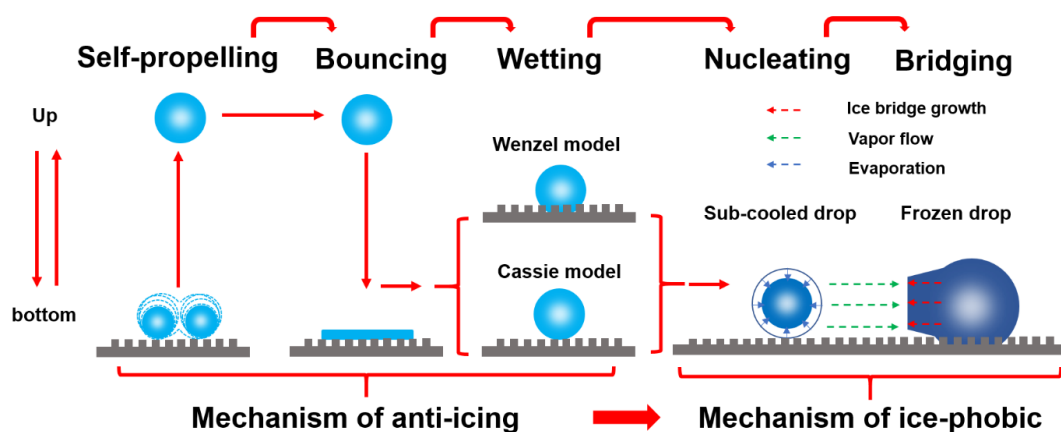 Self-propelling
Bouncing
Wetting
Nucleating
Bridging
Up
bottom
Wenzel model
Cassie model
Ice bridge growth
Vapor flow
Evaporation
Sub-cooled drop
Frozen drop
Mechanism of anti-icing
Mechanism of ice-phobic